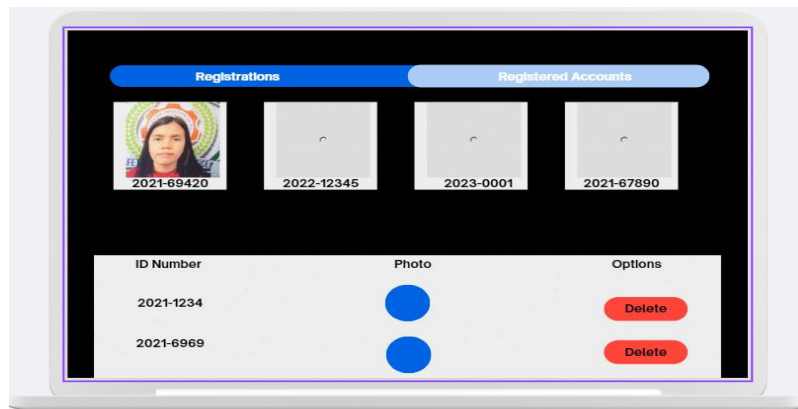 Registrations Registered Accounts
2021-69420 2022-12345 2023-0001 2021-67890
ID Number Photo Options
2021-1234 Delete
2021-6969 Delete